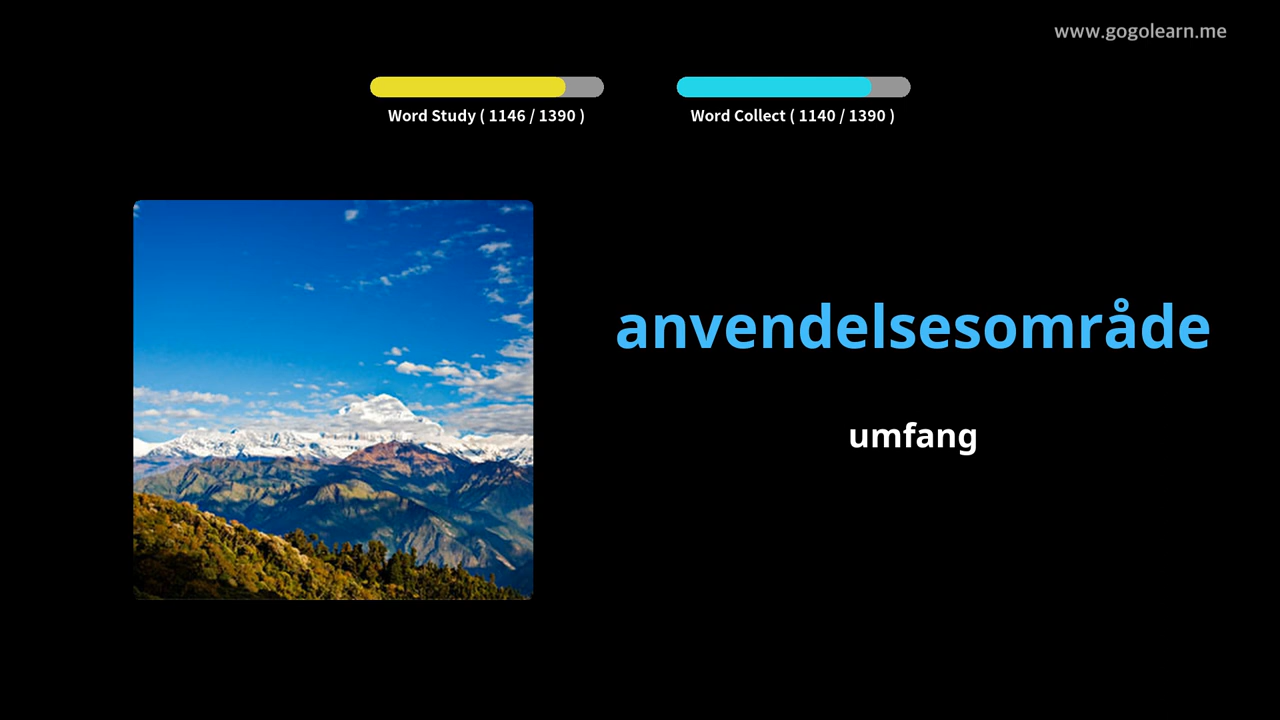 www.gogolearn.me
Word Study ( 1146 / 1390 )
Word Collect ( 1140 / 1390 )
anvendelsesområde
umfang